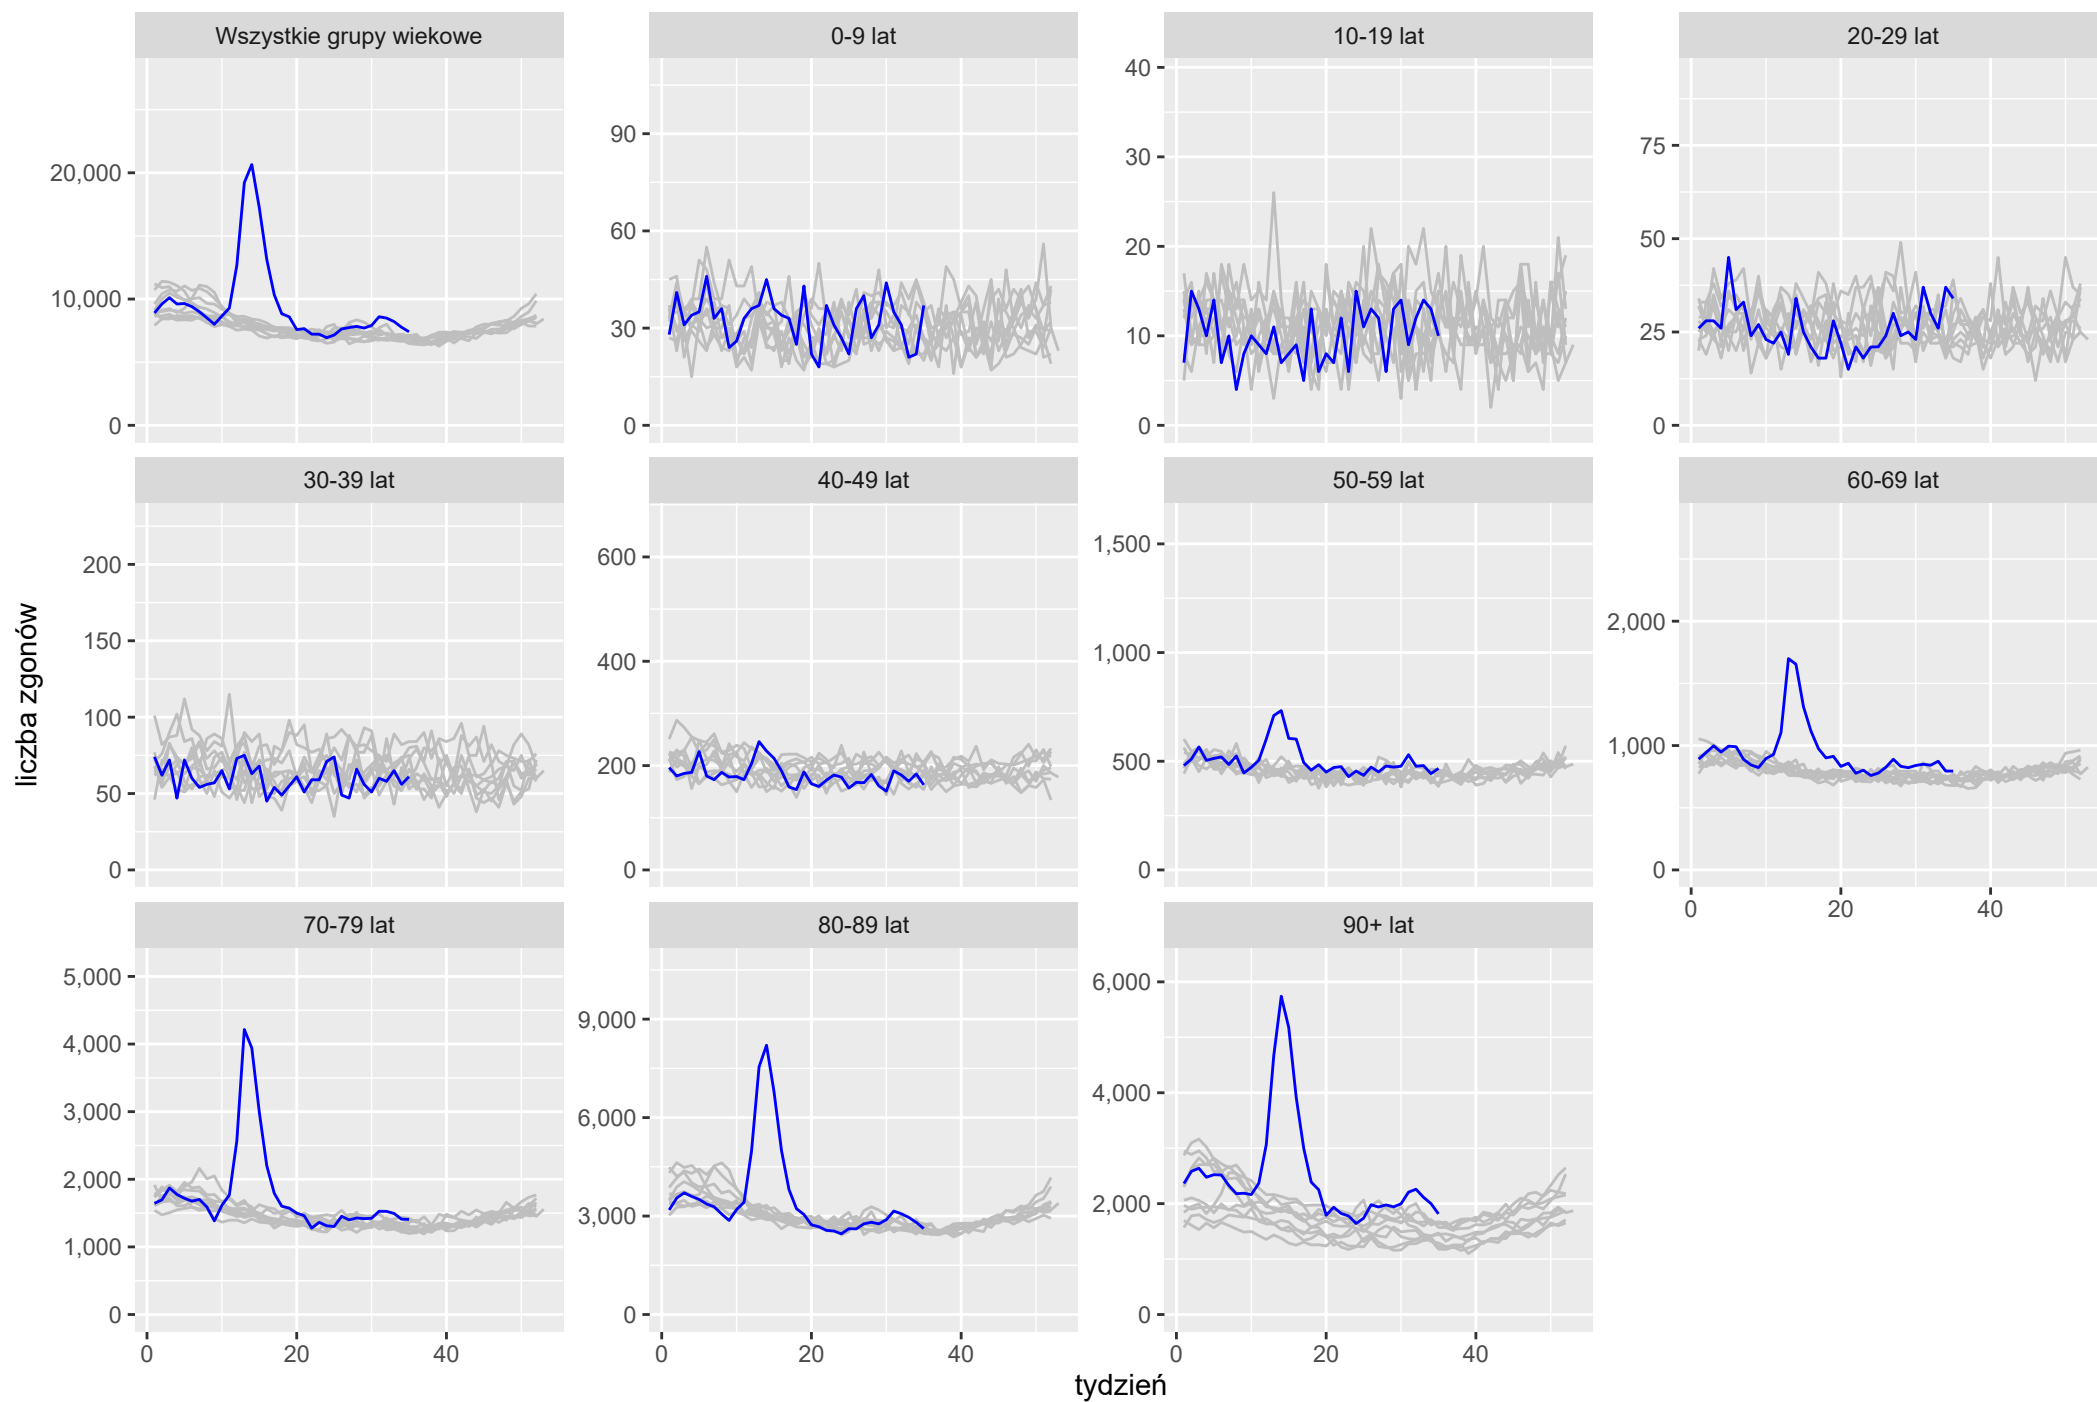 Wszystkie grupy wiekowe
0-9 lat
10-19 lat
20-29 lat
20,000
10,000
0
90
60
30
0
40
30
20
10
0
75
50
25
0
30-39 lat
40-49 lat
50-59 lat
60-69 lat
200
150
100
50
0
600
400
200
0
1,500
1,000
500
0
2,000
1,000
0
0 20 40
70-79 lat
80-89 lat
90+ lat
5,000
4,000
3,000
2,000
1,000
0
9,000
6,000
3,000
0
6,000
4,000
2,000
0
0 20 40
0 20 40
0 20 40
tydzień
liczba zgonów